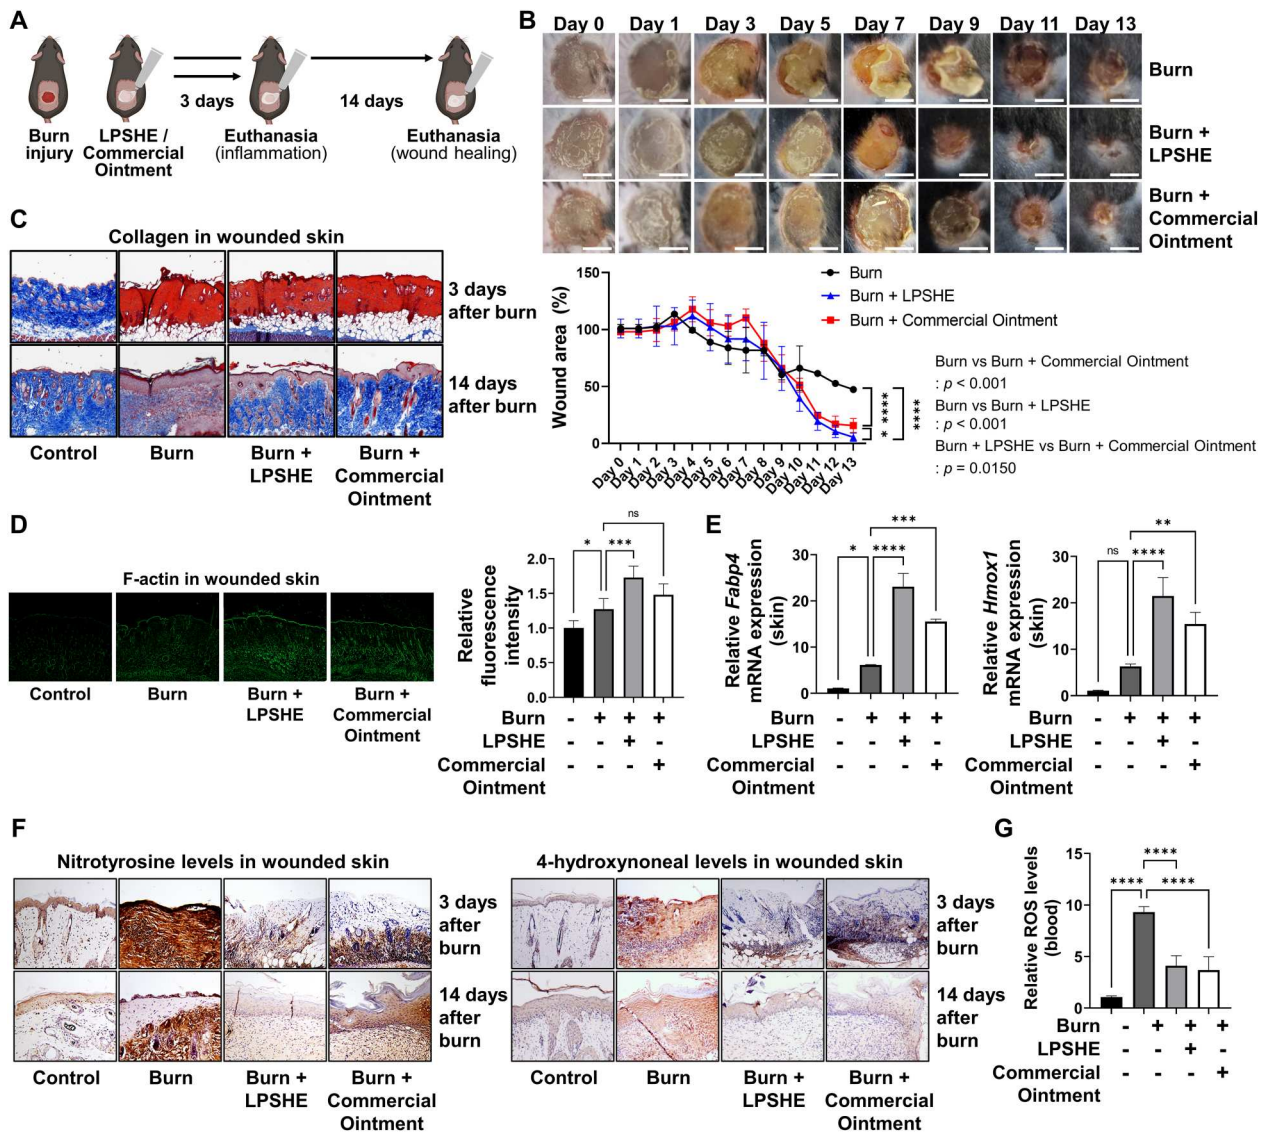 A
3 days
14 days
Burn
injury
LPSHE /
Commercial
Ointment
Euthanasia
(inflammation)
Euthanasia
(wound healing)
B
Day 0 Day 1 Day 3 Day 5 Day 7 Day 9 Day 11 Day 13
Burn
Burn +
LPSHE
Burn +
Commercial
Ointment
Wound area (%)
150
100
50
0
Day 0
Day 1
Day 2
Day 3
Day 4
Day 5
Day 6
Day 7
Day 8
Day 9
Day 10
Day 11
Day 12
Day 13
Burn
Burn + LPSHE
Burn + Commercial Ointment
****
*
****
Burn vs Burn + Commercial Ointment
: p < 0.001
Burn vs Burn + LPSHE
: p < 0.001
Burn + LPSHE vs Burn + Commercial Ointment
: p = 0.0150
C
Collagen in wounded skin
3 days
after burn
14 days
after burn
Control
Burn
Burn +
LPSHE
Burn +
Commercial
Ointment
D
F-actin in wounded skin
Control
Burn
Burn +
LPSHE
Burn +
Commercial
Ointment
Relative
fluorescence
intensity
2.0
1.5
1.0
0.5
0.0
*
***
ns
Burn - + + +
LPSHE - - + -
Commercial
Ointment - - - +
E
Relative Fabp4
mRNA expression
(skin)
30
20
10
0
*
****
***
Burn - + + +
LPSHE - - + -
Commercial
Ointment - - - +
Relative Hmox1
mRNA expression
(skin)
30
20
10
0
ns
****
**
Burn - + + +
LPSHE - - + -
Commercial
Ointment - - - +
F
Nitrotyrosine levels in wounded skin
3 days
after
burn
14 days
after
burn
Control
Burn
Burn +
LPSHE
Burn +
Commercial
Ointment
4-hydroxynoneal levels in wounded skin
3 days
after
burn
14 days
after
burn
Control
Burn
Burn +
LPSHE
Burn +
Commercial
Ointment
G
Relative ROS levels
(blood)
15
10
5
0
****
****
****
Burn - + + +
LPSHE - - + -
Commercial
Ointment - - - +